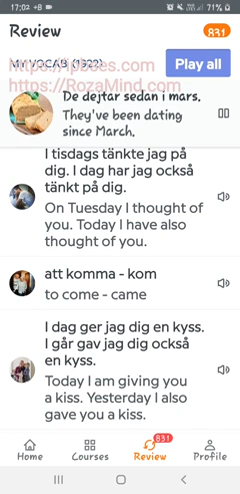 17:02 +B
71%
Review
831
MY VOCAB (1922)
https://ipsses.com
Play all
https://RozaMind.com
De dejtar sedan i mars.
They've been dating
since March.
I tisdags tänkte jag på
dig. I dag har jag också
tänkt på dig.
On Tuesday I thought of
you. Today I have also
thought of you.
att komma - kom
to come - came
I dag ger jag dig en kyss.
I går gav jag dig också
en kyss.
Today I am giving you
a kiss. Yesterday I also
gave you a kiss.
831
Home Courses Review Profile